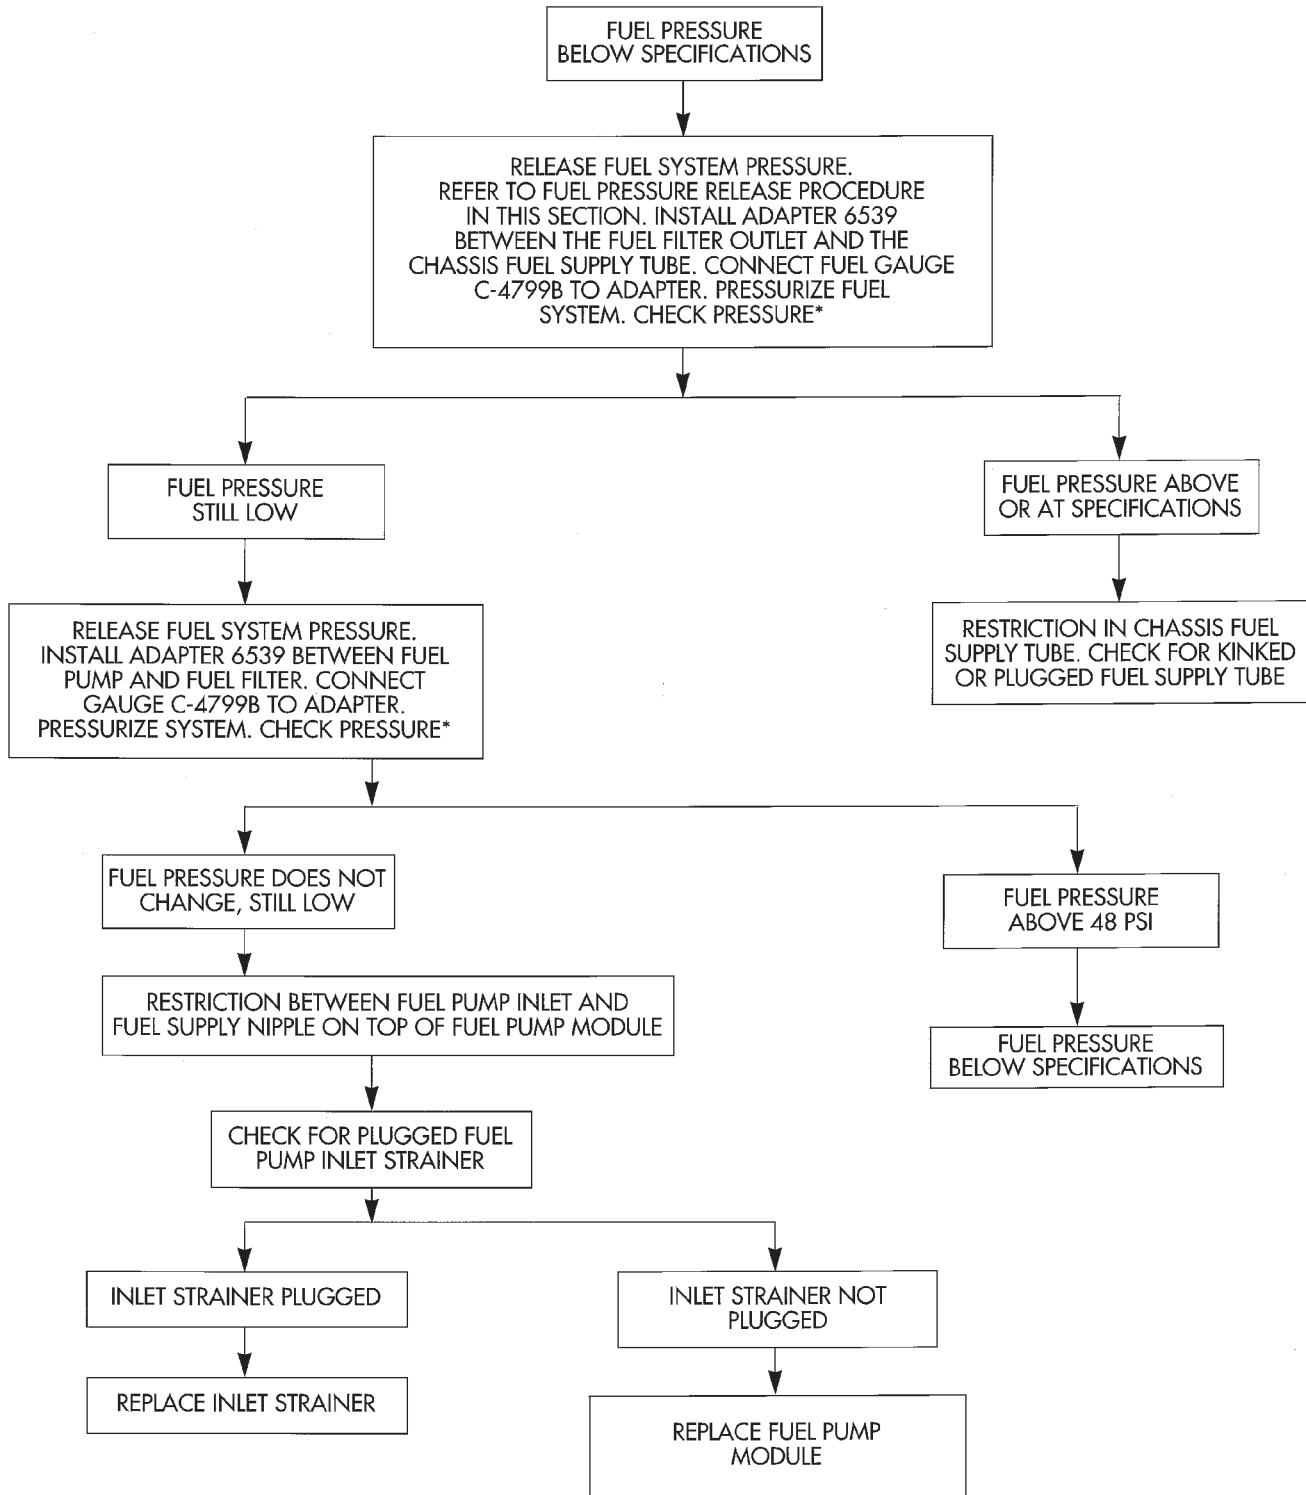 FUEL PRESSURE
BELOW SPECIFICATIONS
RELEASE FUEL SYSTEM PRESSURE.
REFER TO FUEL PRESSURE RELEASE PROCEDURE
IN THIS SECTION. INSTALL ADAPTER 6539
BETWEEN THE FUEL FILTER OUTLET AND THE
CHASSIS FUEL SUPPLY TUBE. CONNECT FUEL GAUGE
C-4799B TO ADAPTER. PRESSURIZE FUEL
SYSTEM. CHECK PRESSURE*
FUEL PRESSURE
STILL LOW
FUEL PRESSURE ABOVE
OR AT SPECIFICATIONS
RELEASE FUEL SYSTEM PRESSURE.
INSTALL ADAPTER 6539 BETWEEN FUEL
PUMP AND FUEL FILTER. CONNECT
GAUGE C-4799B TO ADAPTER.
PRESSURIZE SYSTEM. CHECK PRESSURE*
RESTRICTION IN CHASSIS FUEL
SUPPLY TUBE. CHECK FOR KINKED
OR PLUGGED FUEL SUPPLY TUBE
FUEL PRESSURE DOES NOT
CHANGE, STILL LOW
FUEL PRESSURE
ABOVE 48 PSI
RESTRICTION BETWEEN FUEL PUMP INLET AND
FUEL SUPPLY NIPPLE ON TOP OF FUEL PUMP MODULE
FUEL PRESSURE
BELOW SPECIFICATIONS
CHECK FOR PLUGGED FUEL
PUMP INLET STRAINER
INLET STRAINER PLUGGED
INLET STRAINER NOT
PLUGGED
REPLACE INLET STRAINER
REPLACE FUEL PUMP
MODULE